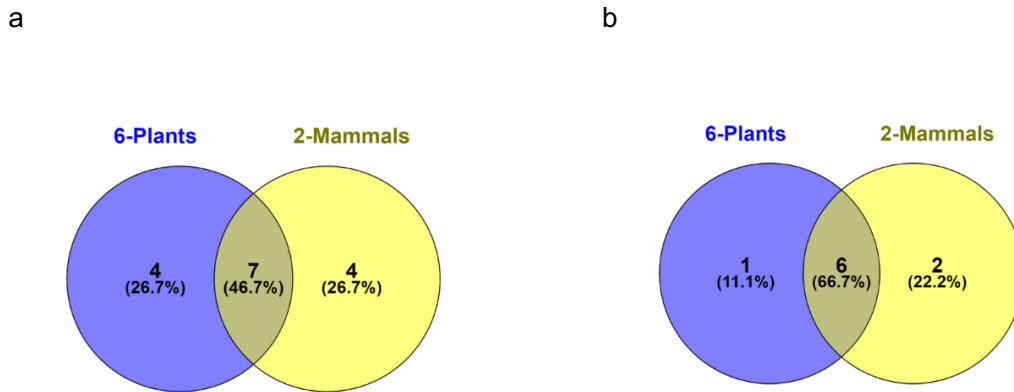 a
b
6-Plants
2-Mammals
4
(26.7%)
7
(46.7%)
4
(26.7%)
6-Plants
2-Mammals
1
(11.1%)
6
(66.7%)
2
(22.2%)